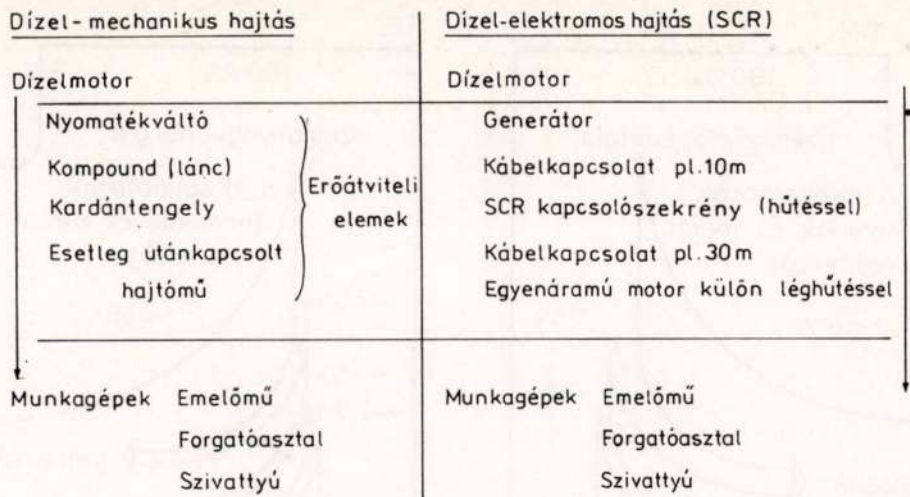 Dízel-mechanikus hajtás
Dízelmotor
Nyomatékváltó
Kompound (lánc)
Kardántengely
Esetleg utánkapcsolt
hajtómű
Erőátviteli
elemek
Munkagépek Emelőmű
Forgatóasztal
Szivattyú
Dízel-elektromos hajtás (SCR)
Dízelmotor
Generátor
Kábelkapcsolat pl.10m
SCR kapcsolószekrény (hűtéssel)
Kábelkapcsolat pl.30m
Egyenáramú motor külön léghűtéssel
Munkagépek Emelőmű
Forgatóasztal
Szivattyú